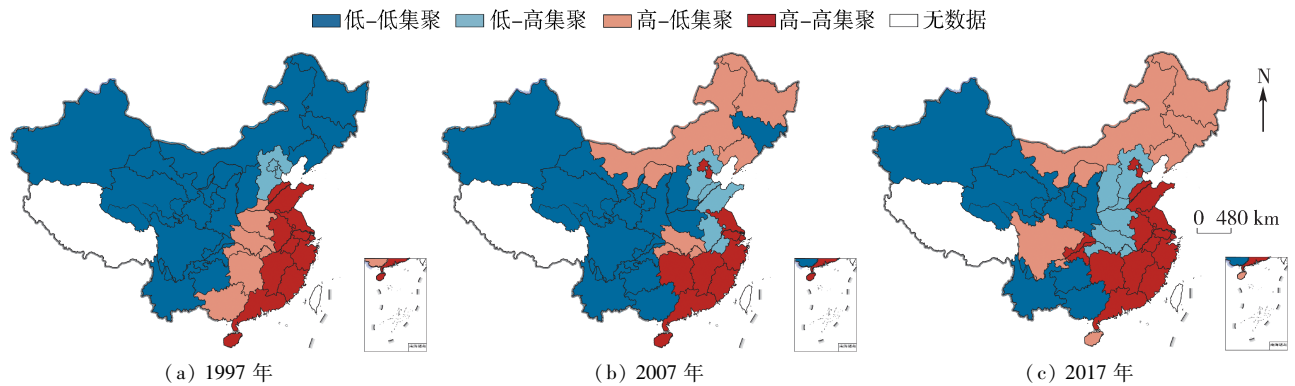 低-低集聚 低-高集聚 高-低集聚 高-高集聚 无数据
N
0 480 km
(a) 1997 年
(b) 2007 年
(c) 2017 年